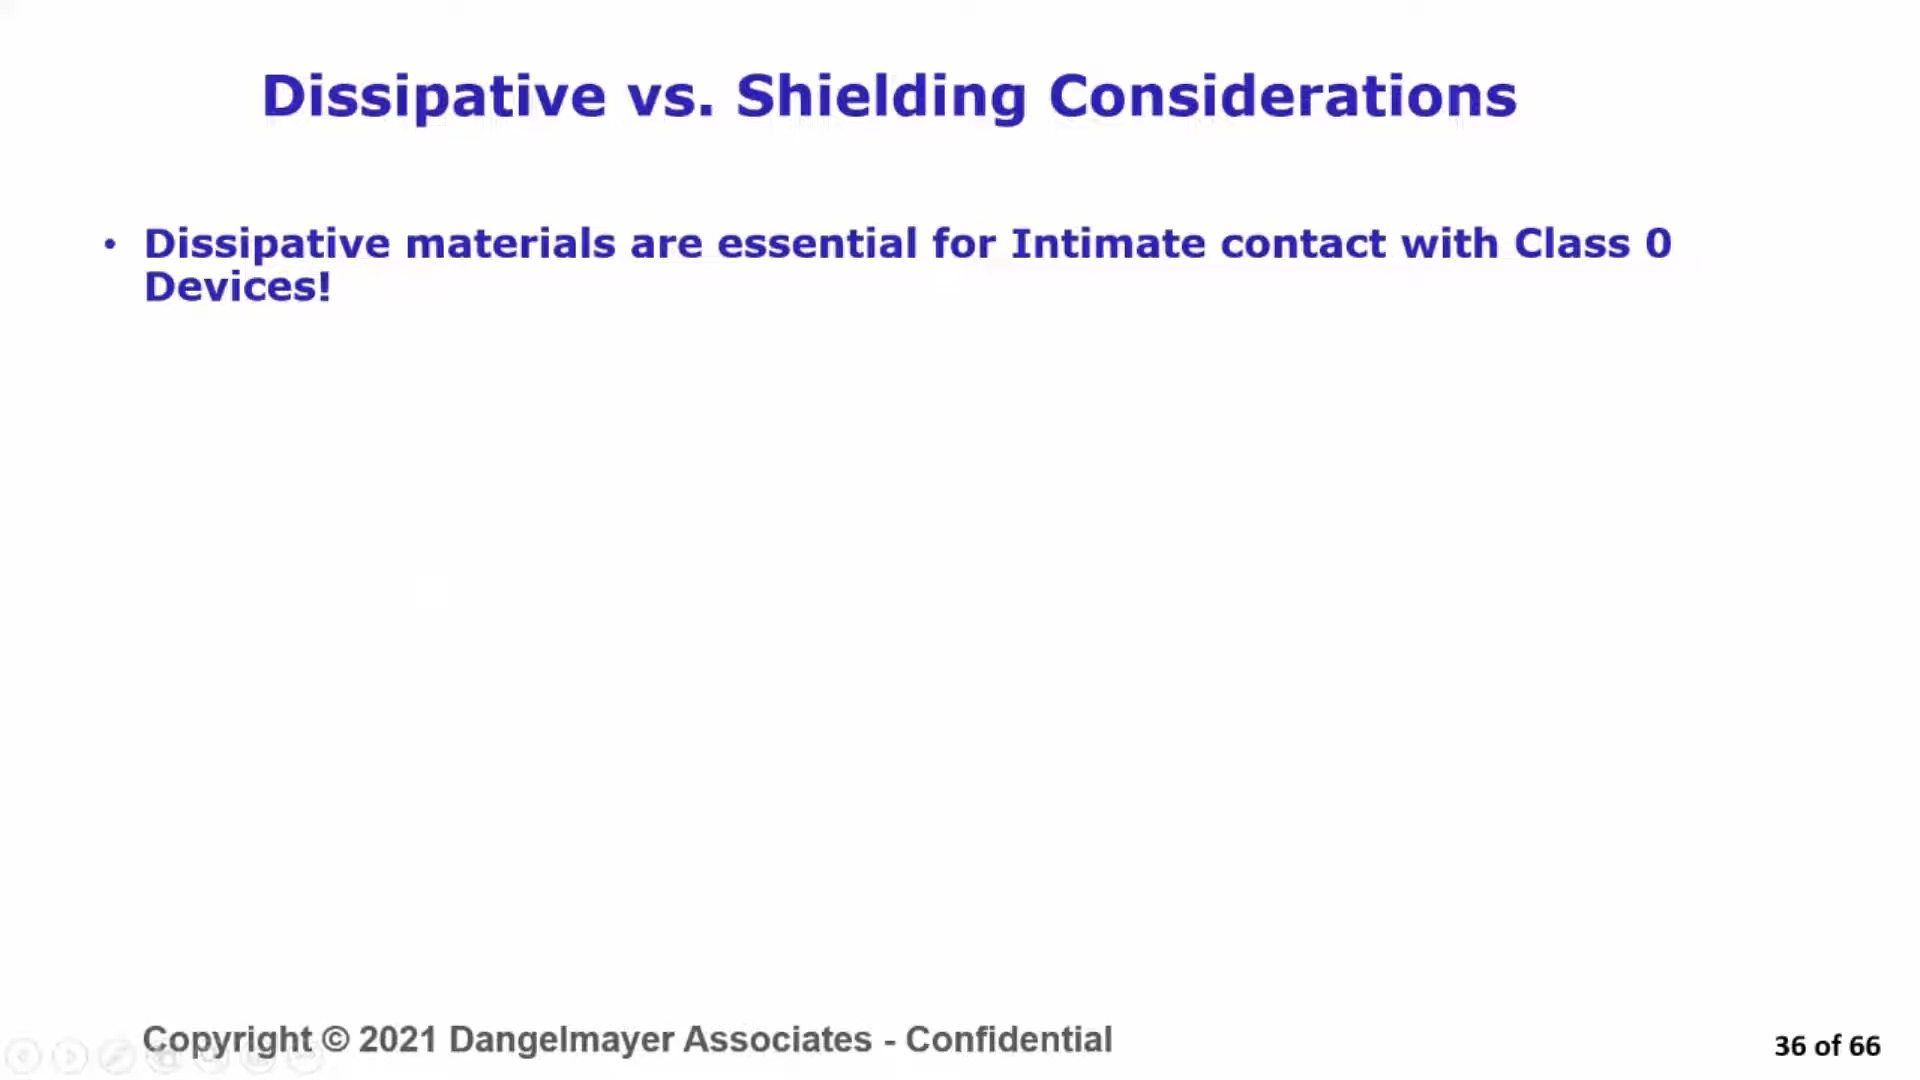 Dissipative vs. Shielding Considerations
• Dissipative materials are essential for Intimate contact with Class 0
Devices!
Copyright © 2021 Dangelmayer Associates - Confidential
36 of 66